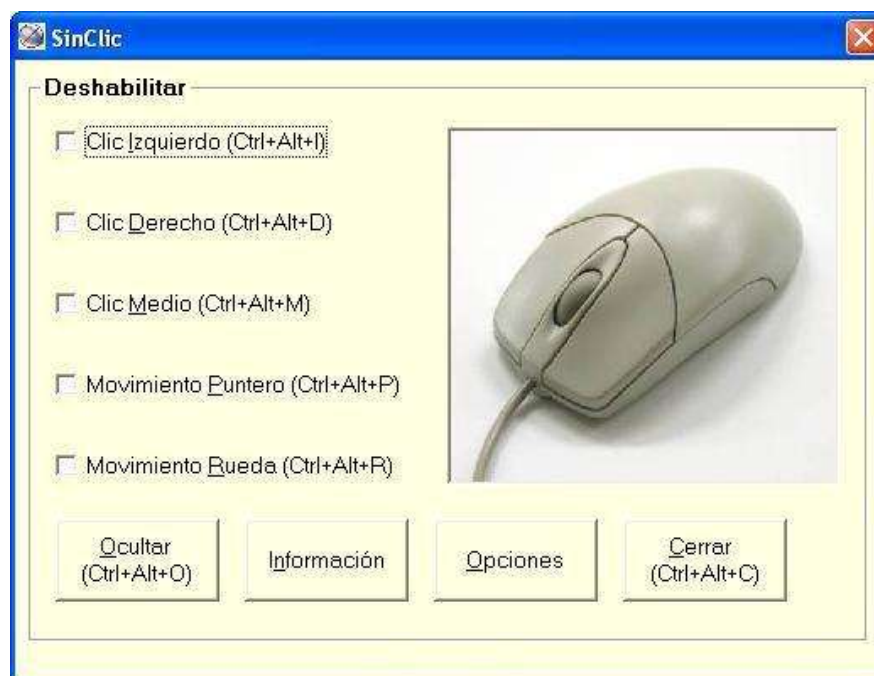 SinClic
Deshabilitar
Clic Izquierdo (Ctrl+Alt+I)
Clic Derecho (Ctrl+Alt+D)
Clic Medio (Ctrl+Alt+M)
Movimiento Puntero (Ctrl+Alt+P)
Movimiento Rueda (Ctrl+Alt+R)
Ocultar
(Ctrl+Alt+O)
Información
Opciones
Cerrar
(Ctrl+Alt+C)